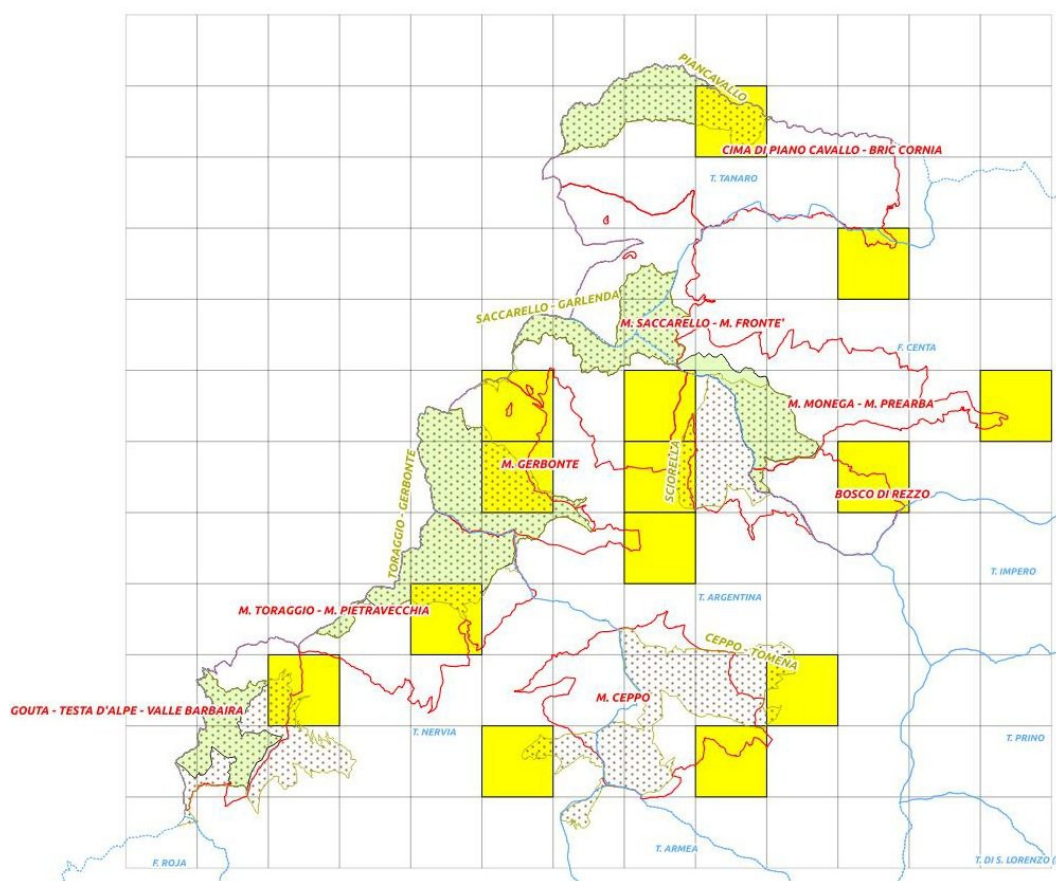 PIANCAVALLO
CIMA DI PIANO CAVALLO - BRIC CORNIA
T. TANARO
SACCARELLO - GARLENDA
M. SACCARELLO - M. FRONTE'
F. CENTA
M. MONEGA - M. PREARBA
M. GERBONTE
SCIORELLA
BOSCO DI REZZO
TORAGGIO - GERBONTE
T. IMPERO
T. ARGENTINA
M. TORAGGIO - M. PIETRAVECCHIA
CEPPO - TOMENA
M. CEPPO
GOUTA - TESTA D'ALPE - VALLE BARBAIRA
T. NERVIA
T. PRINO
T. ARMEA
F. ROJA
T. DI S. LORENZO (